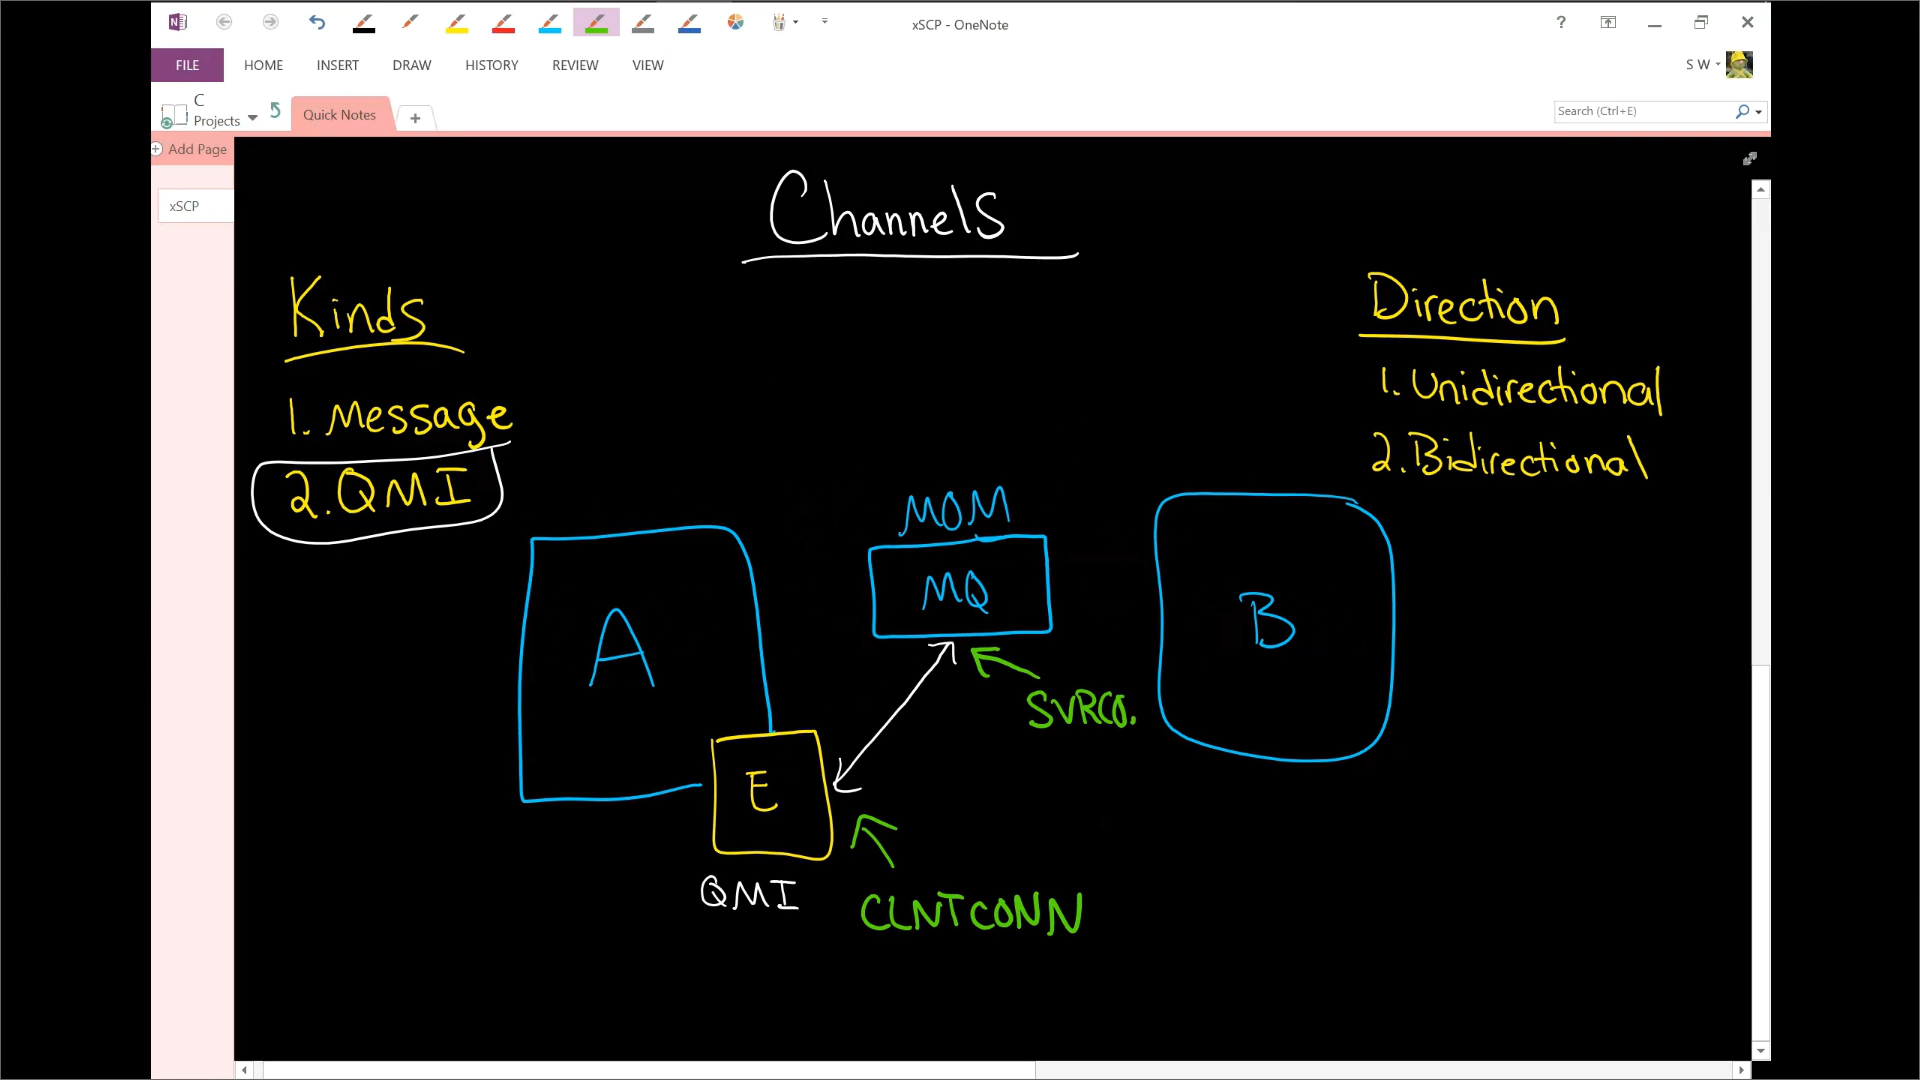 xSCP - OneNote
?
FILE HOME INSERT DRAW HISTORY REVIEW VIEW
S W
C
Projects
Quick Notes
+
Search (Ctrl+E)
Add Page
xSCP
Channels
Kinds
1. Message
2. QMI
Direction
1. Unidirectional
2. Bidirectional
MOM
MQ
A
B
SVRCO.
E
QMI
CLNTCONN